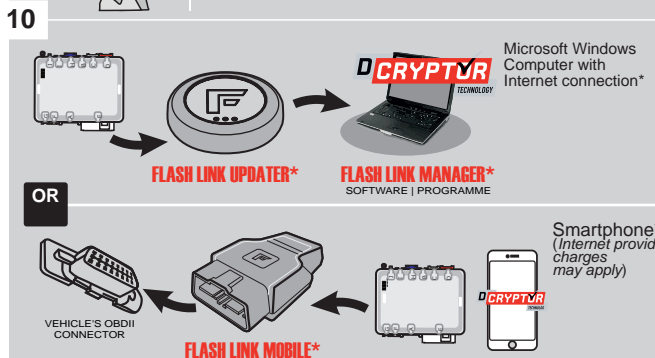 10
DCRYPTOR
TECHNOLOGY
Microsoft Windows
Computer with
Internet connection*
FLASH LINK UPDATER*
FLASH LINK MANAGER*
SOFTWARE | PROGRAMME
OR
Smartphone
(Internet provid
charges
may apply)
DCRYPTOR
TECHNOLOGY
VEHICLE'S OBDII
CONNECTOR
FLASH LINK MOBILE*